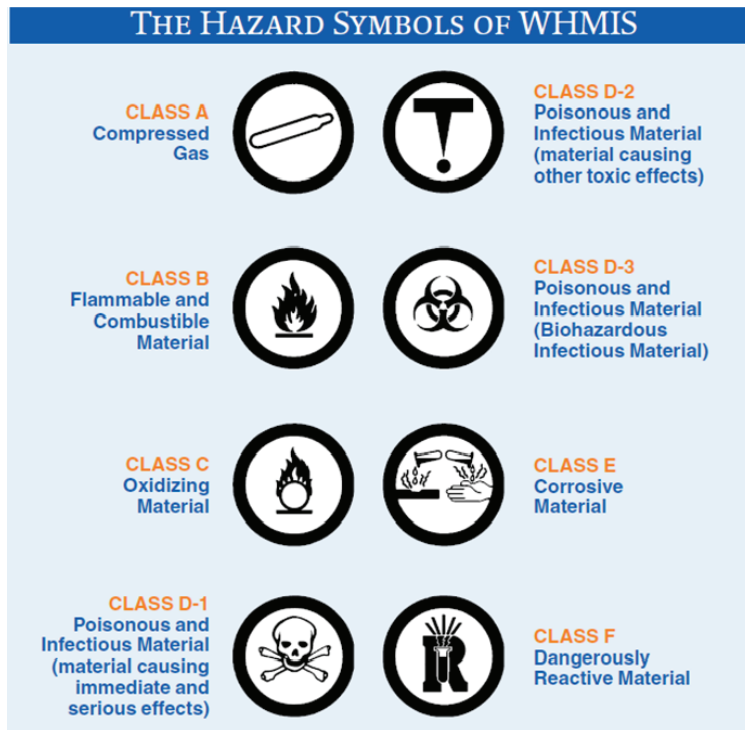 THE HAZARD SYMBOLS OF WHMIS
CLASS A
Compressed
Gas
CLASS D-2
Poisonous and
Infectious Material
(material causing
other toxic effects)
CLASS B
Flammable and
Combustible
Material
CLASS D-3
Poisonous and
Infectious Material
(Biohazardous
Infectious Material)
CLASS C
Oxidizing
Material
CLASS E
Corrosive
Material
CLASS D-1
Poisonous and
Infectious Material
(material causing
immediate and
serious effects)
R
CLASS F
Dangerously
Reactive Material